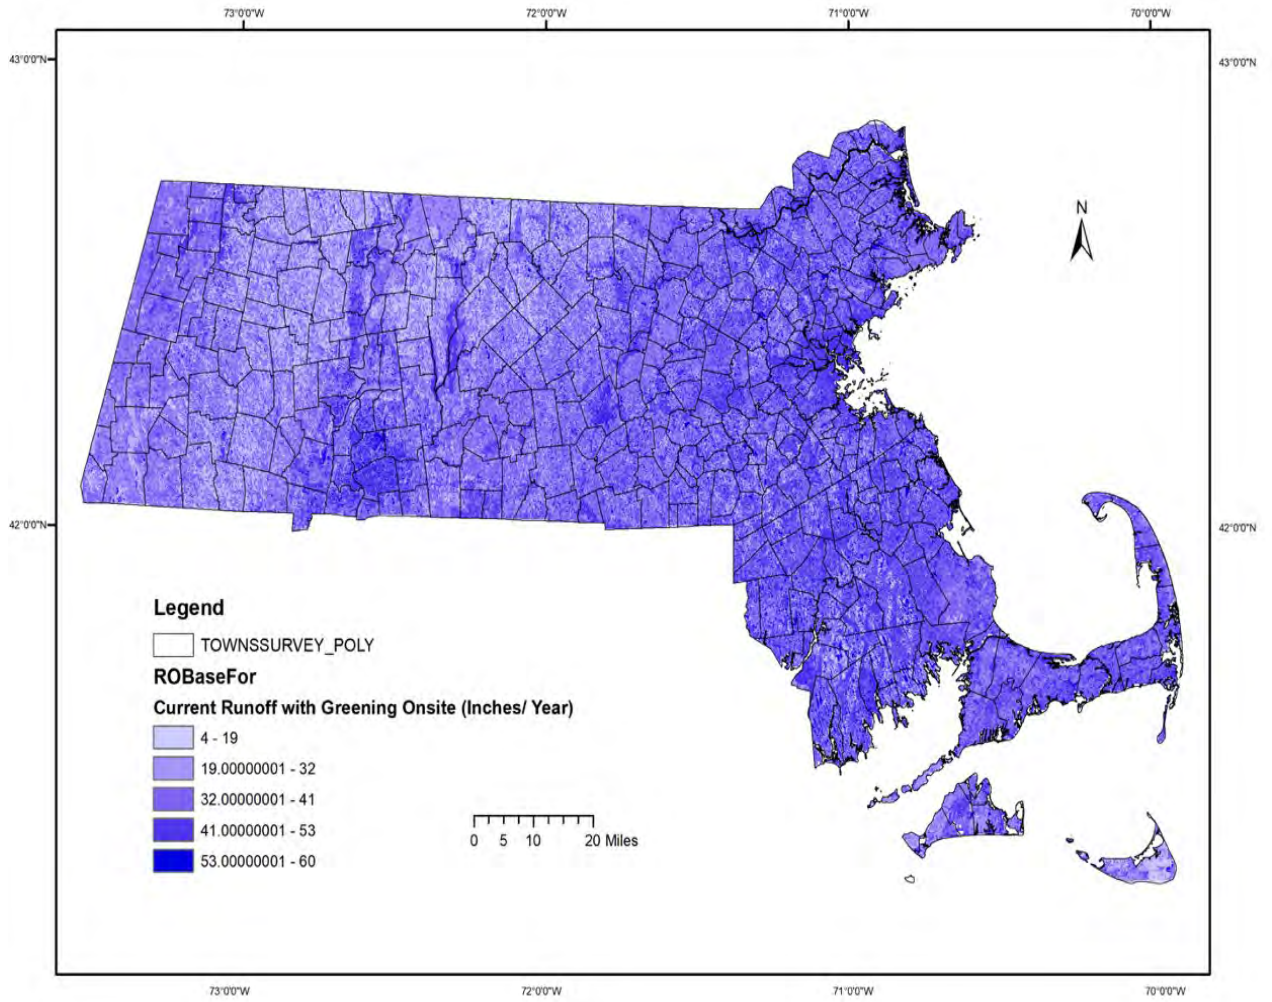 73°0'0"W 72°0'0"W 71°0'0"W 70°0'0"W
43°0'0"N 43°0'0"N
N
42°0'0"N 42°0'0"N
Legend
TOWNSSURVEY_POLY
ROBaseFor
Current Runoff with Greening Onsite (Inches/ Year)
4 - 19
19.00000001 - 32
32.00000001 - 41
41.00000001 - 53
53.00000001 - 60
0 5 10 20 Miles
73°0'0"W 72°0'0"W 71°0'0"W 70°0'0"W